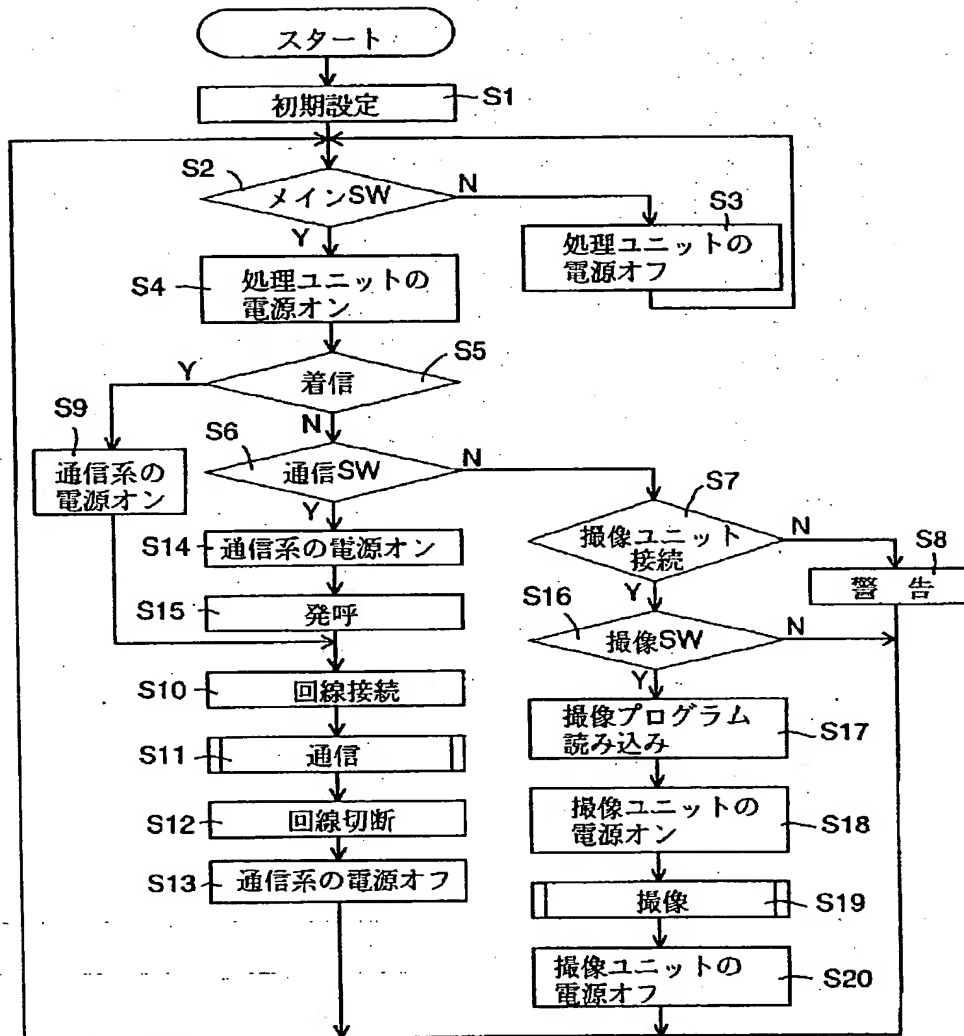 スタート
初期設定
S1
S2
メインSW
N
Y
S3
処理ユニットの
電源オフ
S4
処理ユニットの
電源オン
S5
着信
Y
N
S9
通信系の
電源オン
S6
通信SW
N
Y
S7
撮像ユニット
接続
N
Y
S8
警 告
S14
通信系の電源オン
S15
発呼
S16
撮像SW
N
Y
S10
回線接続
S17
撮像プログラム
読み込み
S11
通信
S12
回線切断
S18
撮像ユニットの
電源オン
S13
通信系の電源オフ
S19
撮像
S20
撮像ユニットの
電源オフ